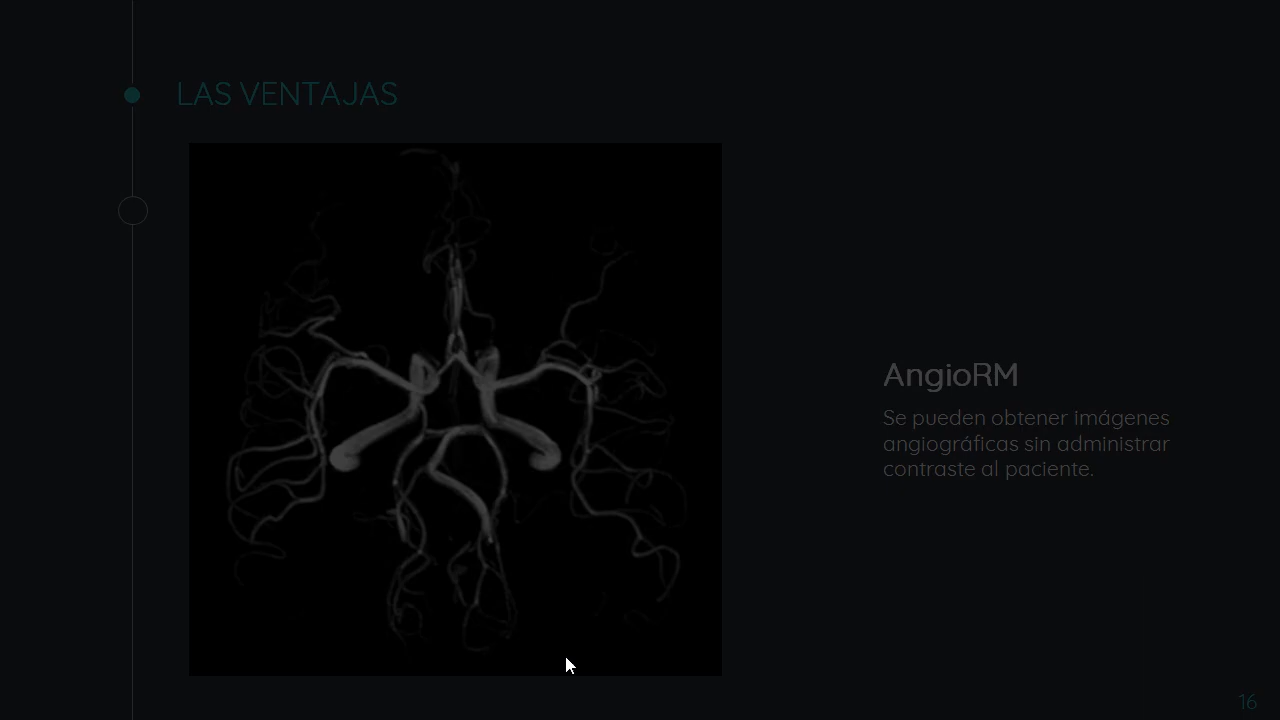 LAS VENTAJAS
AngioRM
Se pueden obtener imágenes
angiográficas sin administrar
contraste al paciente.
16